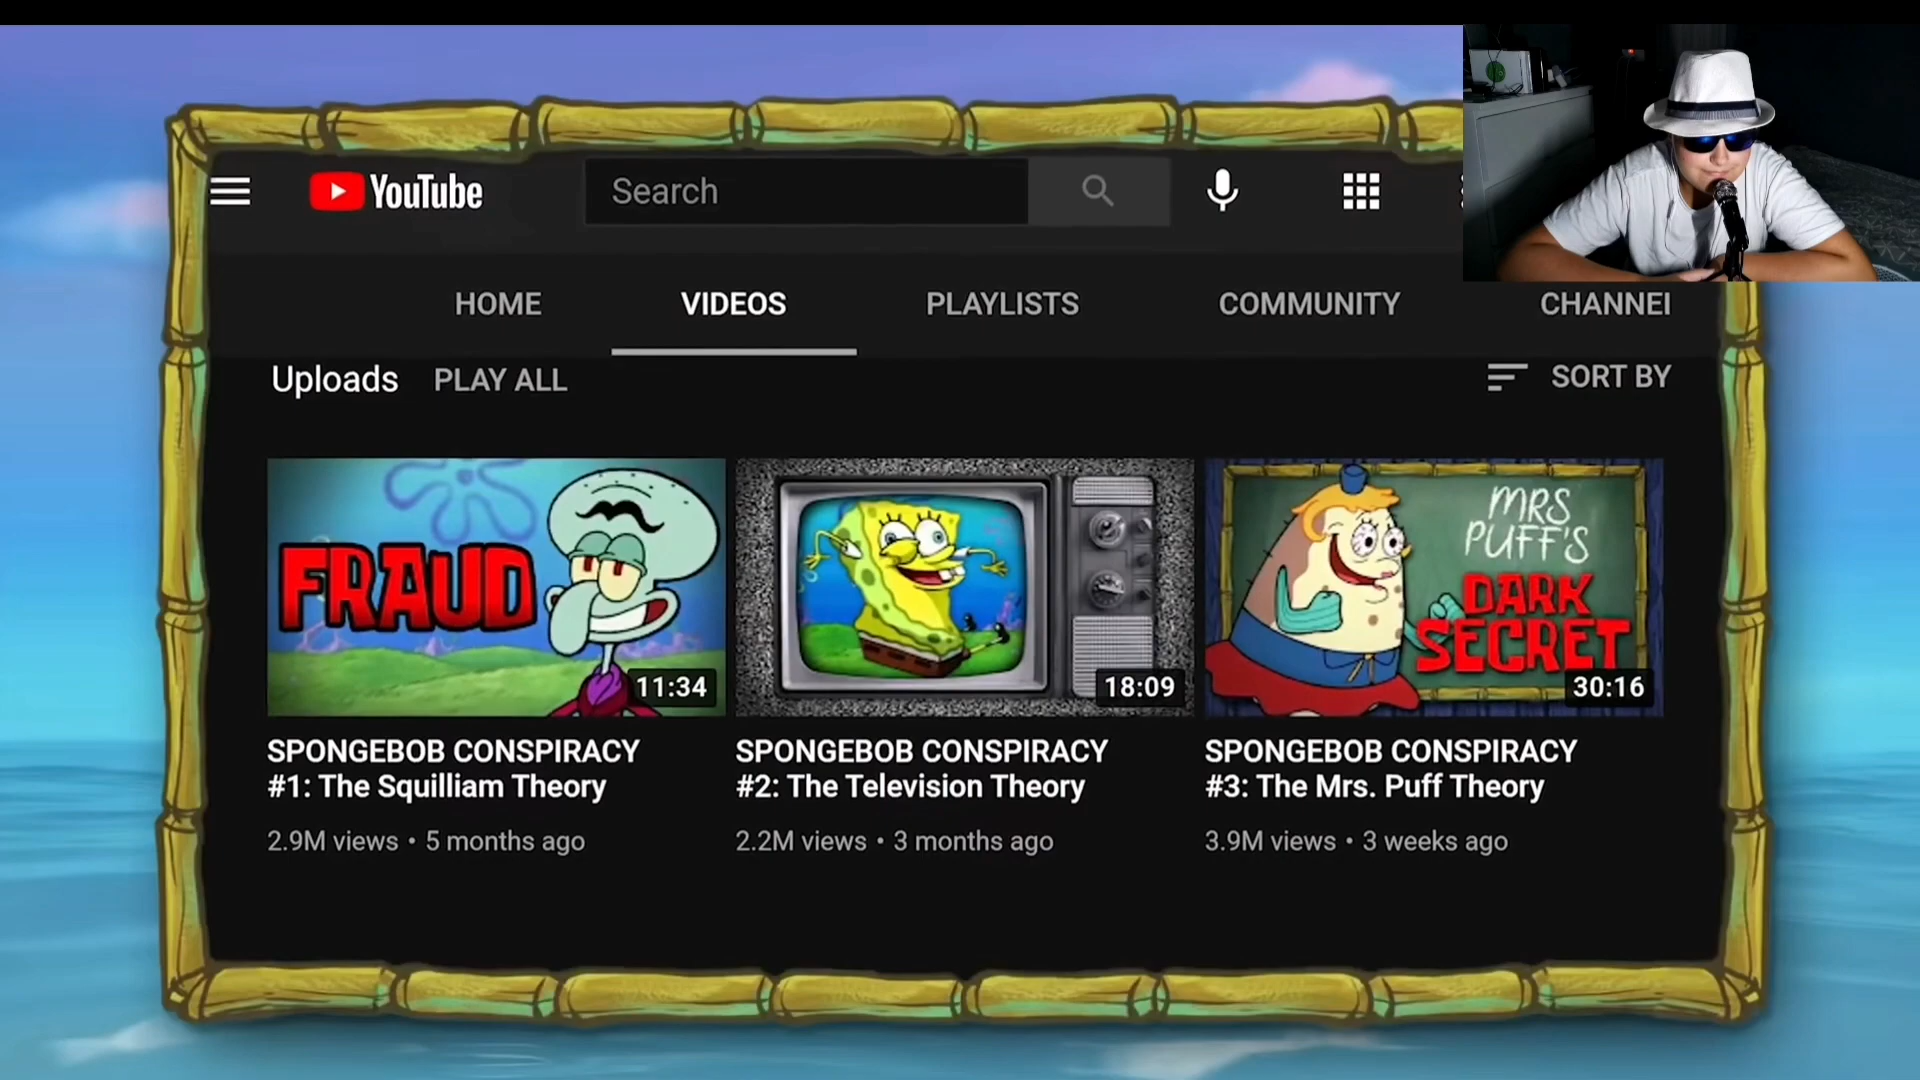 YouTube
Search
HOME
VIDEOS
PLAYLISTS
COMMUNITY
CHANNEL
Uploads
PLAY ALL
SORT BY
FRAUD
11:34
18:09
MRS
PUFF'S
DARK
SECRET
30:16
SPONGEBOB CONSPIRACY
#1: The Squilliam Theory
2.9M views • 5 months ago
SPONGEBOB CONSPIRACY
#2: The Television Theory
2.2M views • 3 months ago
SPONGEBOB CONSPIRACY
#3: The Mrs. Puff Theory
3.9M views • 3 weeks ago